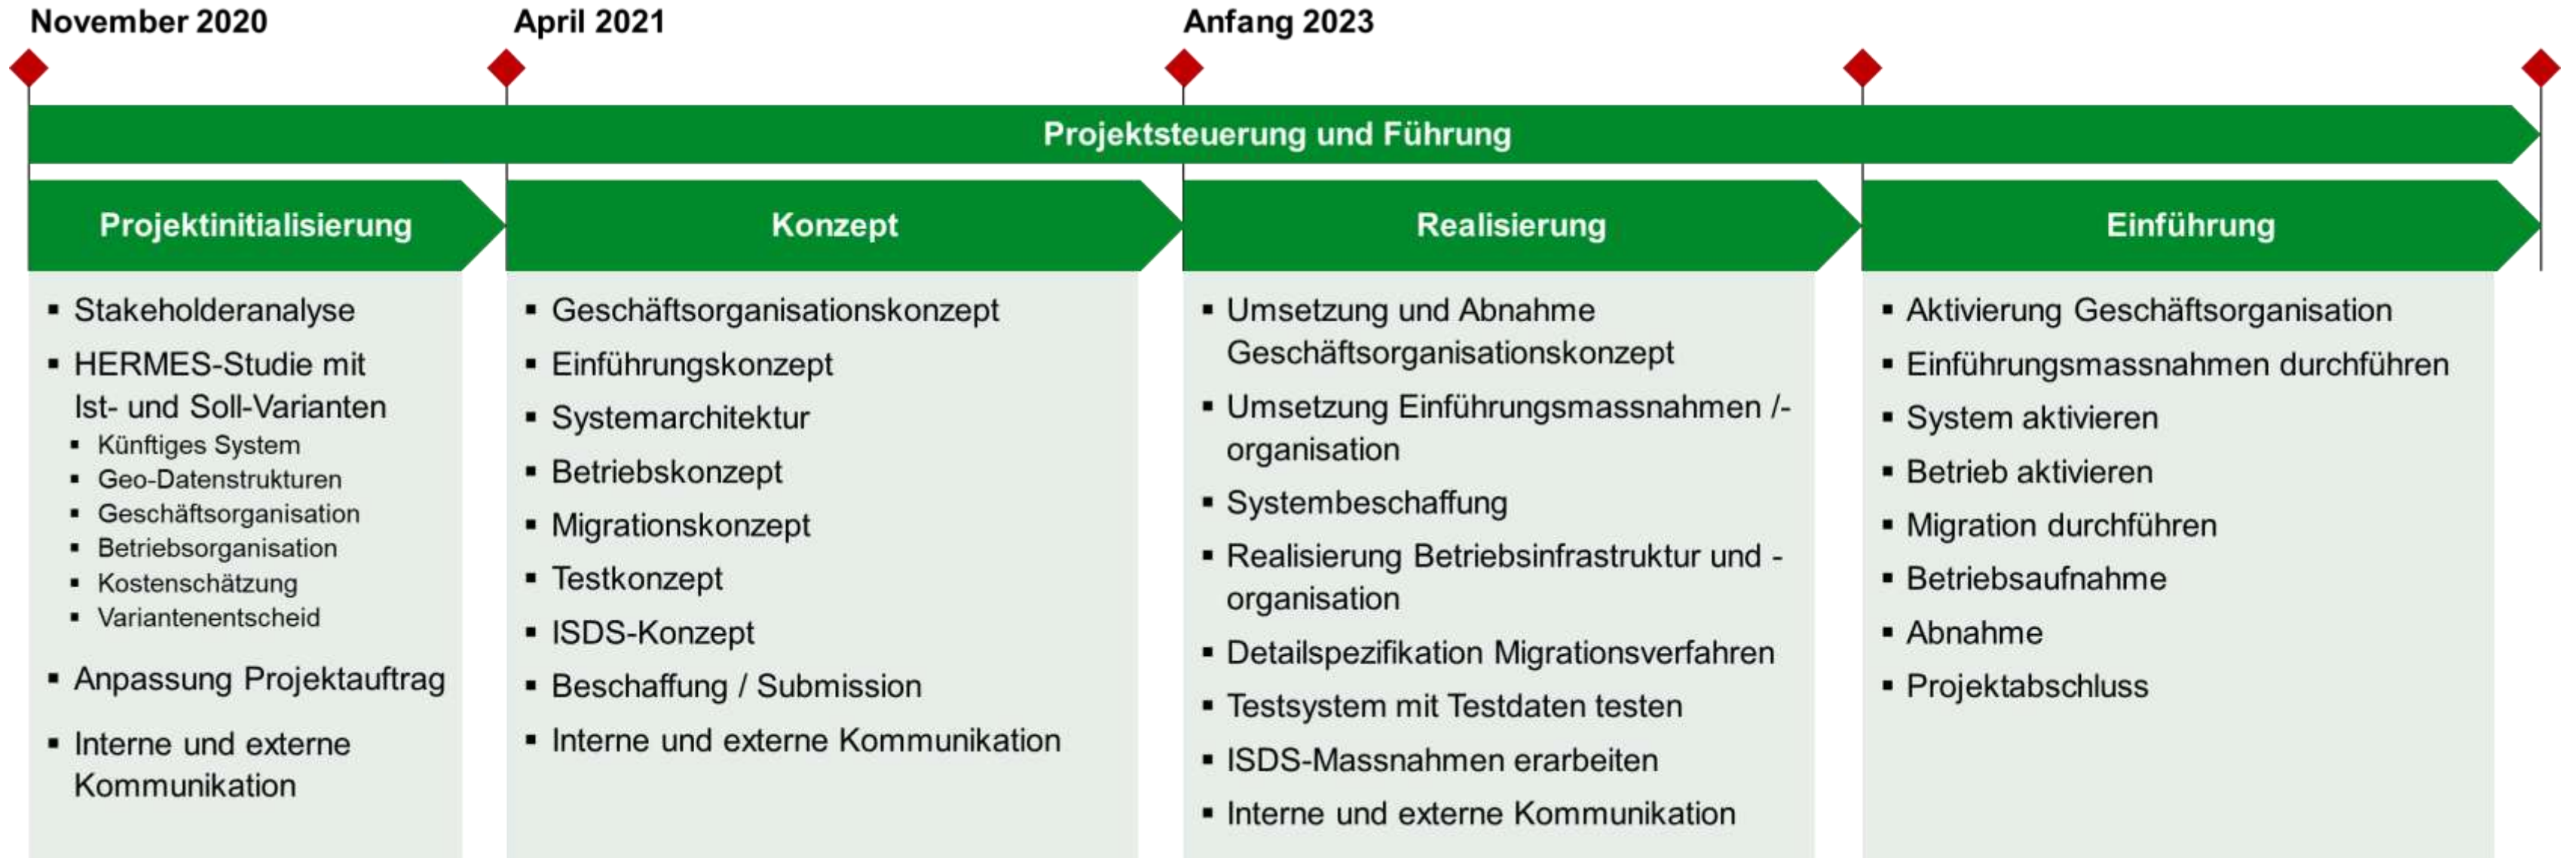 November 2020
April 2021
Anfang 2023
Projektsteuerung und Führung
Projektinitialisierung
▪ Stakeholderanalyse
▪ HERMES-Studie mit
Ist- und Soll-Varianten
▪ Künftiges System
▪ Geo-Datenstrukturen
▪ Geschäftsorganisation
▪ Betriebsorganisation
▪ Kostenschätzung
▪ Variantenentscheid
▪ Anpassung Projektauftrag
▪ Interne und externe
Kommunikation
Konzept
▪ Geschäftsorganisationskonzept
▪ Einführungskonzept
▪ Systemarchitektur
▪ Betriebskonzept
▪ Migrationskonzept
▪ Testkonzept
▪ ISDS-Konzept
▪ Beschaffung / Submission
▪ Interne und externe Kommunikation
Realisierung
▪ Umsetzung und Abnahme
Geschäftsorganisationskonzept
▪ Umsetzung Einführungsmassnahmen /-
organisation
▪ Systembeschaffung
▪ Realisierung Betriebsinfrastruktur und -
organisation
▪ Detailspezifikation Migrationsverfahren
▪ Testsystem mit Testdaten testen
▪ ISDS-Massnahmen erarbeiten
▪ Interne und externe Kommunikation
Einführung
▪ Aktivierung Geschäftsorganisation
▪ Einführungsmassnahmen durchführen
▪ System aktivieren
▪ Betrieb aktivieren
▪ Migration durchführen
▪ Betriebsaufnahme
▪ Abnahme
▪ Projektabschluss